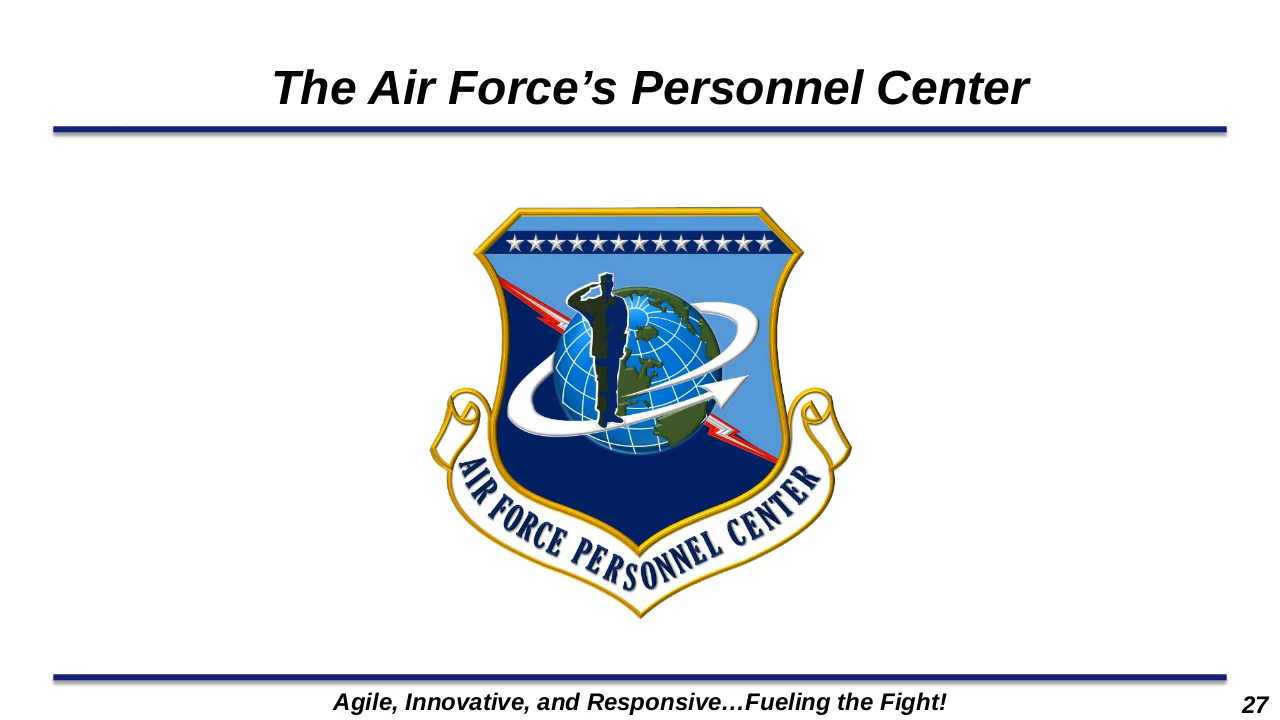 The Air Force’s Personnel Center
AIR FORCE PERSONNEL CENTER
Agile, Innovative, and Responsive…Fueling the Fight!
27